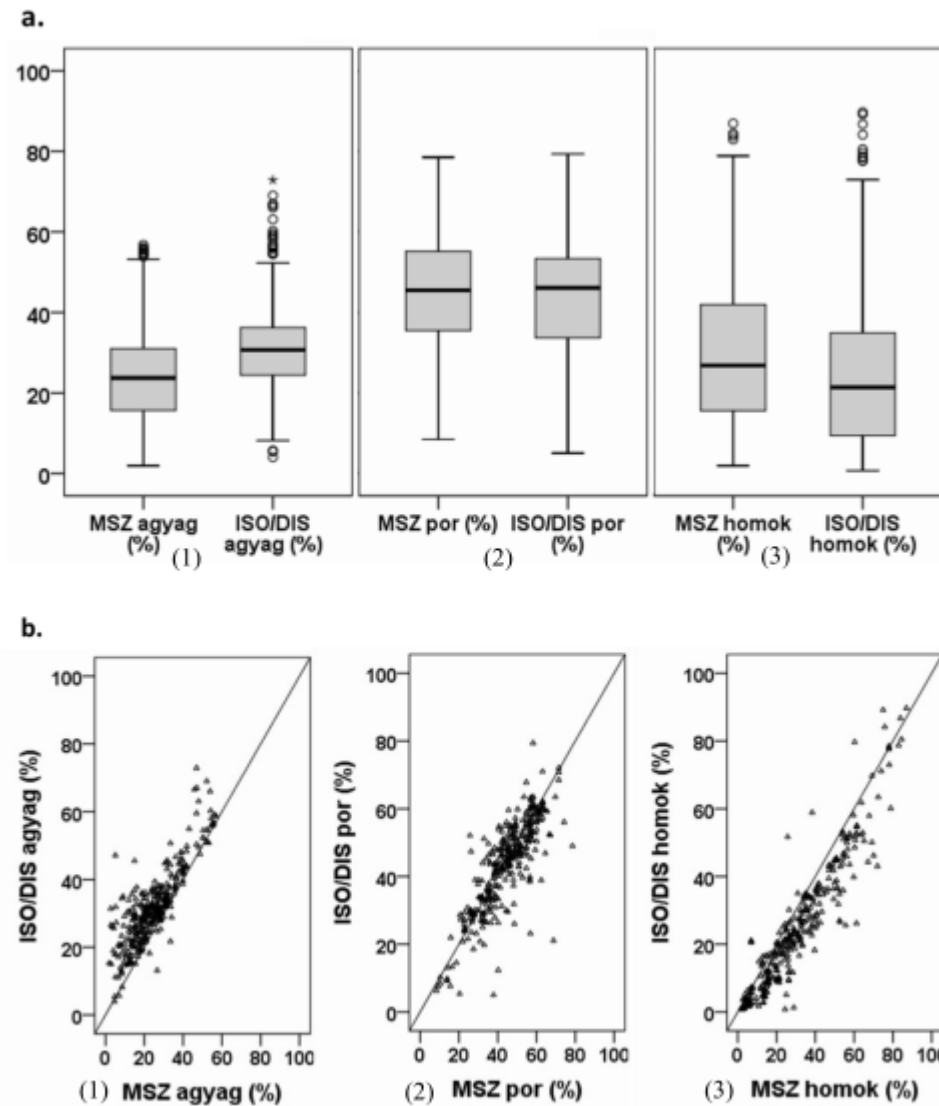 a.
100
80
60
40
20
0
MSZ agyag (%)
ISO/DIS agyag (%)
MSZ por (%)
ISO/DIS por (%)
MSZ homok (%)
ISO/DIS homok (%)
(1)
(2)
(3)
b.
ISO/DIS agyag (%)
100
80
60
40
20
0
0 20 40 60 80 100
(1) MSZ agyag (%)
ISO/DIS por (%)
100
80
60
40
20
0
0 20 40 60 80 100
(2) MSZ por (%)
ISO/DIS homok (%)
100
80
60
40
20
0
0 20 40 60 80 100
(3) MSZ homok (%)